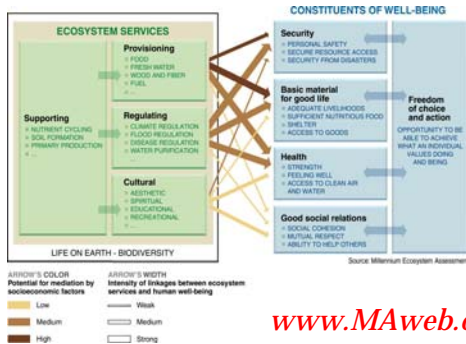 CONSTITUENTS OF WELL-BEING
ECOSYSTEM SERVICES
Supporting
NUTRIENT CYCLING
SOIL FORMATION
PRIMARY PRODUCTION
...
Provisioning
FOOD
FRESH WATER
WOOD AND FIBER
FUEL
...
Regulating
CLIMATE REGULATION
FLOOD REGULATION
DISEASE REGULATION
WATER PURIFICATION
...
Cultural
AESTHETIC
SPIRITUAL
EDUCATIONAL
RECREATIONAL
...
LIFE ON EARTH - BIODIVERSITY
Security
PERSONAL SAFETY
SECURE RESOURCE ACCESS
SECURITY FROM DISASTERS
Basic material
for good life
ADEQUATE LIVELIHOODS
SUFFICIENT NUTRITIOUS FOOD
SHELTER
ACCESS TO GOODS
Health
STRENGTH
FEELING WELL
ACCESS TO CLEAN AIR
AND WATER
Good social relations
SOCIAL COHESION
MUTUAL RESPECT
ABILITY TO HELP OTHERS
Freedom
of choice
and action
OPPORTUNITY TO BE
ABLE TO ACHIEVE
WHAT AN INDIVIDUAL
VALUES DOING
AND BEING
Source: Millennium Ecosystem Assessment
ARROW'S COLOR
Potential for mediation by
socioeconomic factors
Low
Medium
High
ARROW'S WIDTH
Intensity of linkages between ecosystem
services and human well-being
Weak
Medium
Strong
www.MAweb.